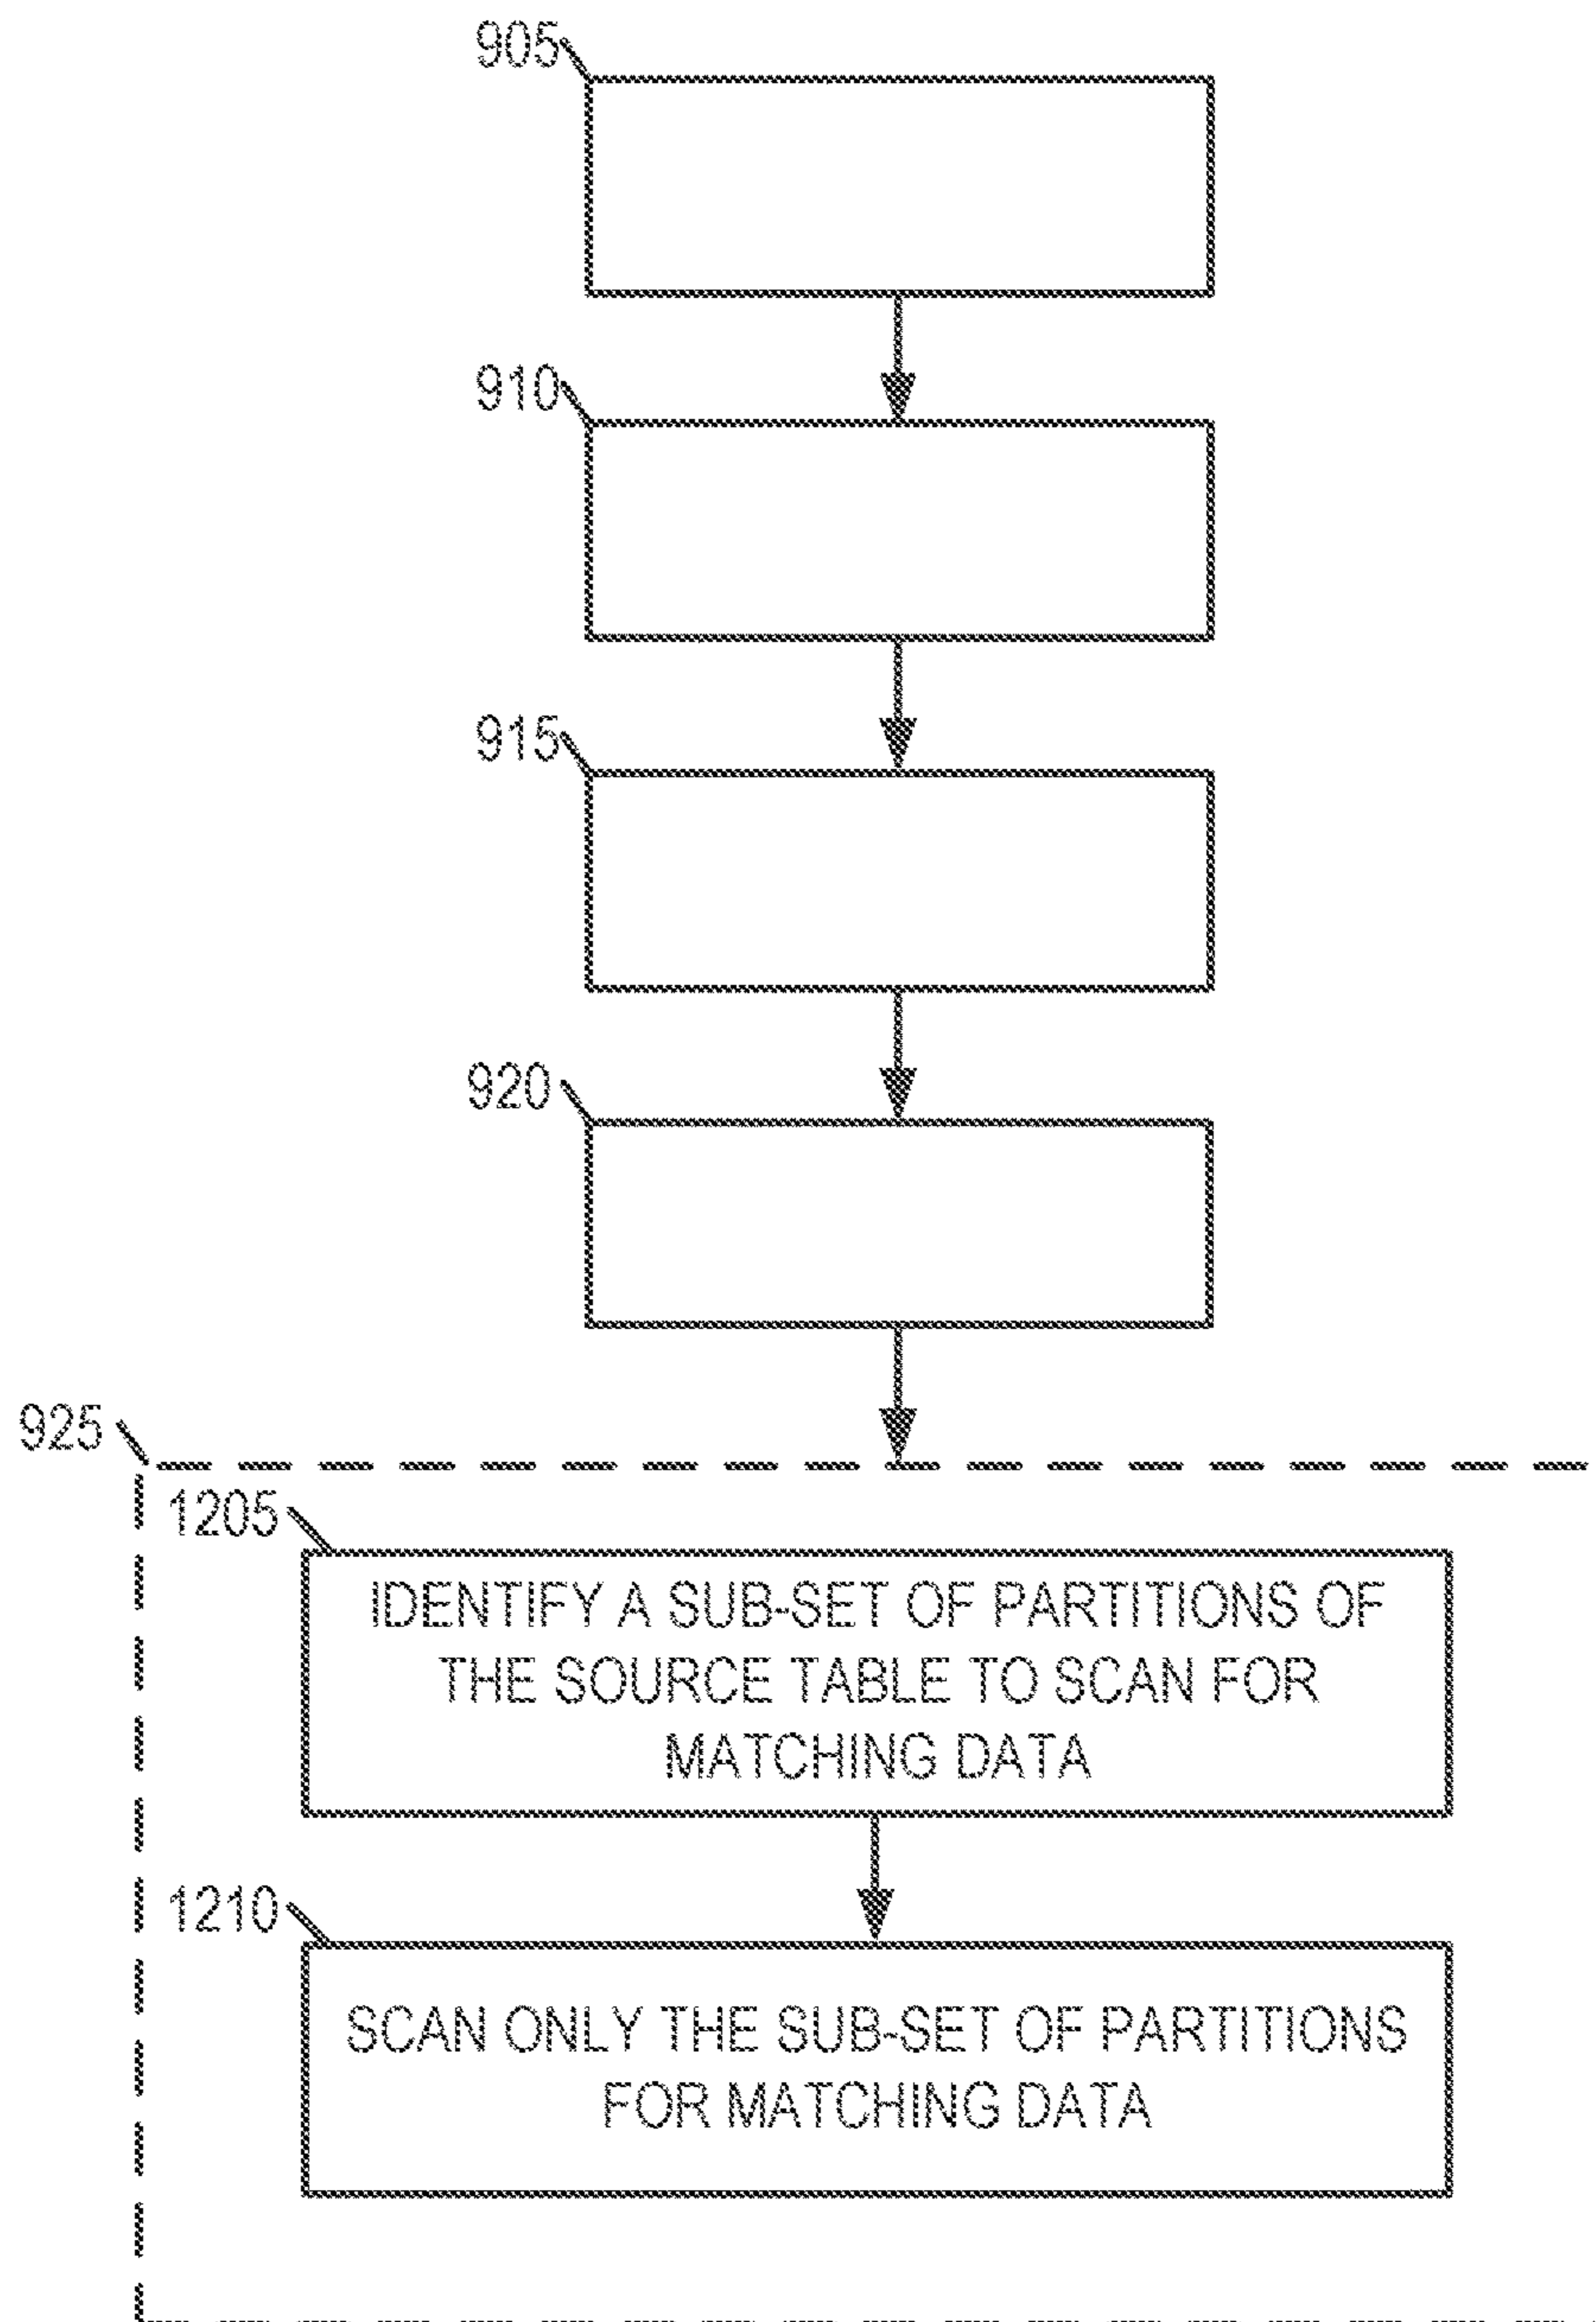 905
910
915
920
925
1205
IDENTIFY A SUB-SET OF PARTITIONS OF
THE SOURCE TABLE TO SCAN FOR
MATCHING DATA
1210
SCAN ONLY THE SUB-SET OF PARTITIONS
FOR MATCHING DATA